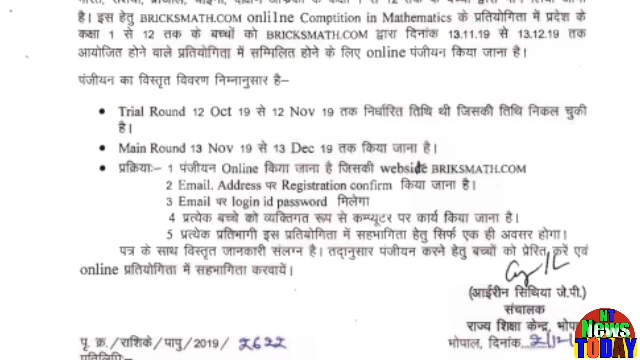 है। इस हेतु BRICKSMATH.COM onli1ne Comptition in Mathematics के प्रतियोगिता में प्रदेश के
कक्षा 1 से 12 तक के बच्चों को BRICKSMATH.COM द्वारा दिनांक 13.11.19 से 13.12.19 तक
आयोजित होने वाले प्रतियोगिता में सम्मिलित होने के लिए online पंजीयन किया जाना है।
पंजीयन का विस्तृत विवरण निम्नानुसार है–
• Trial Round 12 Oct 19 से 12 Nov 19 तक निर्धारित तिथि थी जिसकी तिथि निकल चुकी
है।
• Main Round 13 Nov 19 से 13 Dec 19 तक किया जाना है।
• प्रक्रियाः– 1 पंजीयन Online किया जाना है जिसकी webside BRIKSMATH.COM
2 Email. Address पर Registration confirm किया जाना है।
3 Email पर login id password मिलेगा
4 प्रत्येक बच्चे को व्यक्तिगत रूप से कम्प्यूटर पर कार्य किया जाना है।
5 प्रत्येक प्रतिभागी इस प्रतियोगिता में सहभागिता हेतु सिर्फ एक ही अवसर होगा।
पत्र के साथ विस्तृत जानकारी संलग्न है। तद्ानुसार पंजीयन करने हेतु बच्चों को प्रेरित करें एवं
online प्रतियोगिता में सहभागिता करवायें।
(आईरीन सिंथिया जे.पी.)
संचालक
राज्य शिक्षा केन्द्र, भोपा
पृ. क्र./राशिके/पापु/2019/ 2622
भोपाल, दिनांक
प्रतिलिपिः–
NT
News
TODAY